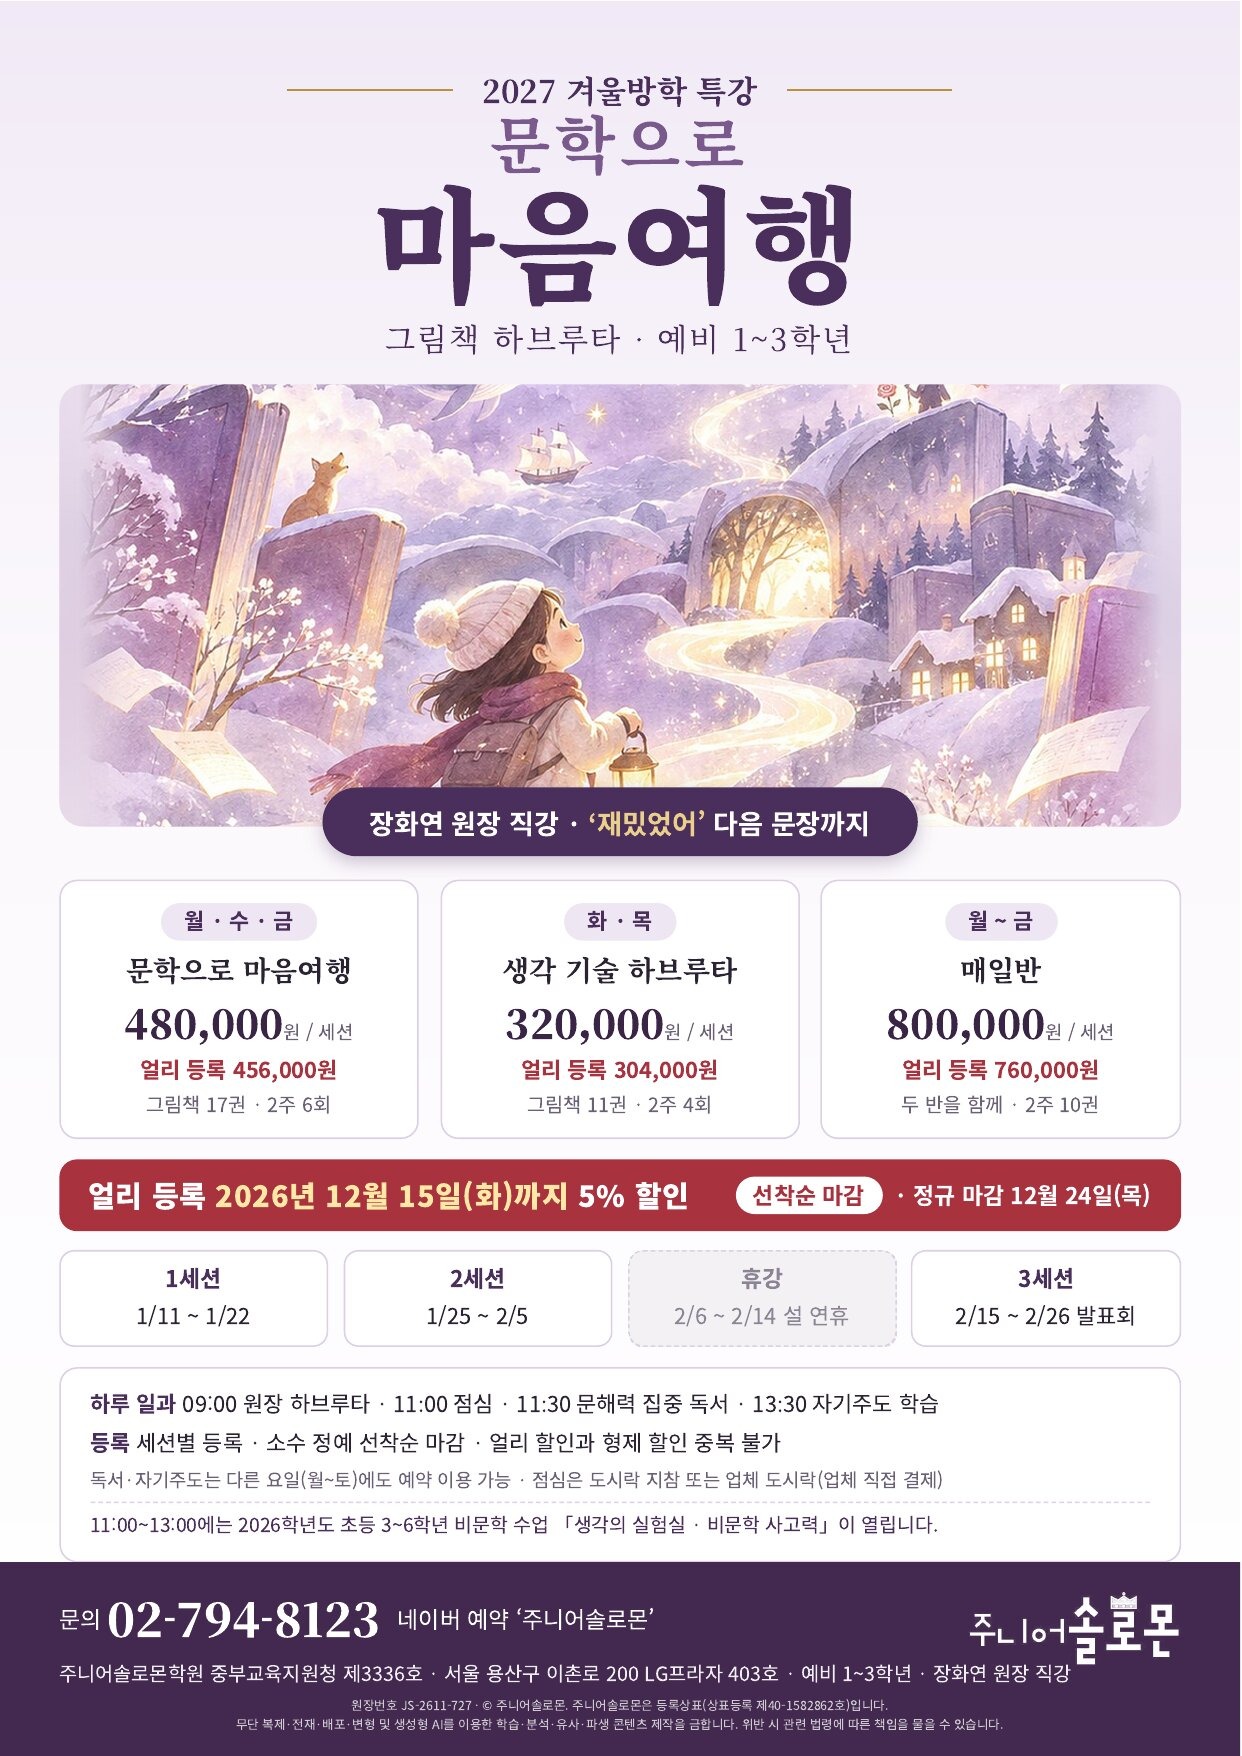 2027 겨울방학 특강
문학으로
마음여행
그림책 하브루타 · 예비 1~3학년
장화연 원장 직강 · ‘재밌었어’ 다음 문장까지
월 · 수 · 금
문학으로 마음여행
480,000원 / 세션
얼리 등록 456,000원
그림책 17권 · 2주 6회
화 · 목
생각 기술 하브루타
320,000원 / 세션
얼리 등록 304,000원
그림책 11권 · 2주 4회
월 ~ 금
매일반
800,000원 / 세션
얼리 등록 760,000원
두 반을 함께 · 2주 10권
얼리 등록 2026년 12월 15일(화)까지 5% 할인 선착순 마감 · 정규 마감 12월 24일(목)
1세션
1/11 ~ 1/22
2세션
1/25 ~ 2/5
휴강
2/6 ~ 2/14 설 연휴
3세션
2/15 ~ 2/26 발표회
하루 일과 09:00 원장 하브루타 · 11:00 점심 · 11:30 문해력 집중 독서 · 13:30 자기주도 학습
등록 세션별 등록 · 소수 정예 선착순 마감 · 얼리 할인과 형제 할인 중복 불가
독서·자기주도는 다른 요일(월~토)에도 예약 이용 가능 · 점심은 도시락 지참 또는 업체 도시락(업체 직접 결제)
11:00~13:00에는 2026학년도 초등 3~6학년 비문학 수업 「생각의 실험실 · 비문학 사고력」이 열립니다.
문의 02-794-8123 네이버 예약 ‘주니어솔로몬’
주니어솔로몬
주니어솔로몬학원 중부교육지원청 제3336호 · 서울 용산구 이촌로 200 LG프라자 403호 · 예비 1~3학년 · 장화연 원장 직강
원장번호 JS-2611-727 · © 주니어솔로몬. 주니어솔로몬은 등록상표(상표등록 제40-1582862호)입니다.
무단 복제·전재·배포·변형 및 생성형 AI를 이용한 학습·분석·유사·파생 콘텐츠 제작을 금합니다. 위반 시 관련 법령에 따른 책임을 물을 수 있습니다.